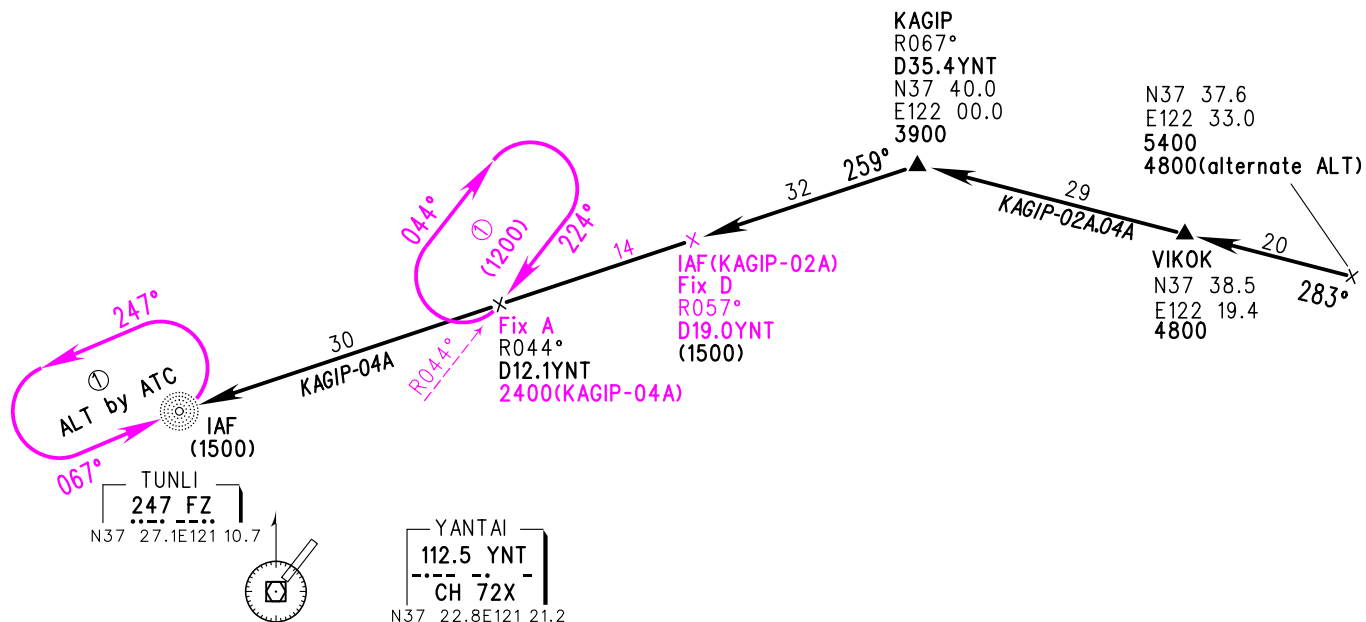 KAGIP
R067°
D35.4YNT
N37 40.0
E122 00.0
3900
N37 37.6
E122 33.0
5400
4800(alternate ALT)
259°
32
29
KAGIP-02A.04A
20
283°
VIKOK
N37 38.5
E122 19.4
4800
044°
①
(1200)
224°
14
IAF(KAGIP-02A)
Fix D
R057°
D19.0YNT
(1500)
Fix A
R044°
D12.1YNT
2400(KAGIP-04A)
R044°
30
KAGIP-04A
247°
①
ALT by ATC
067°
IAF
(1500)
TUNLI
247 FZ
N37 27.1E121 10.7
YANTAI
112.5 YNT
CH 72X
N37 22.8E121 21.2